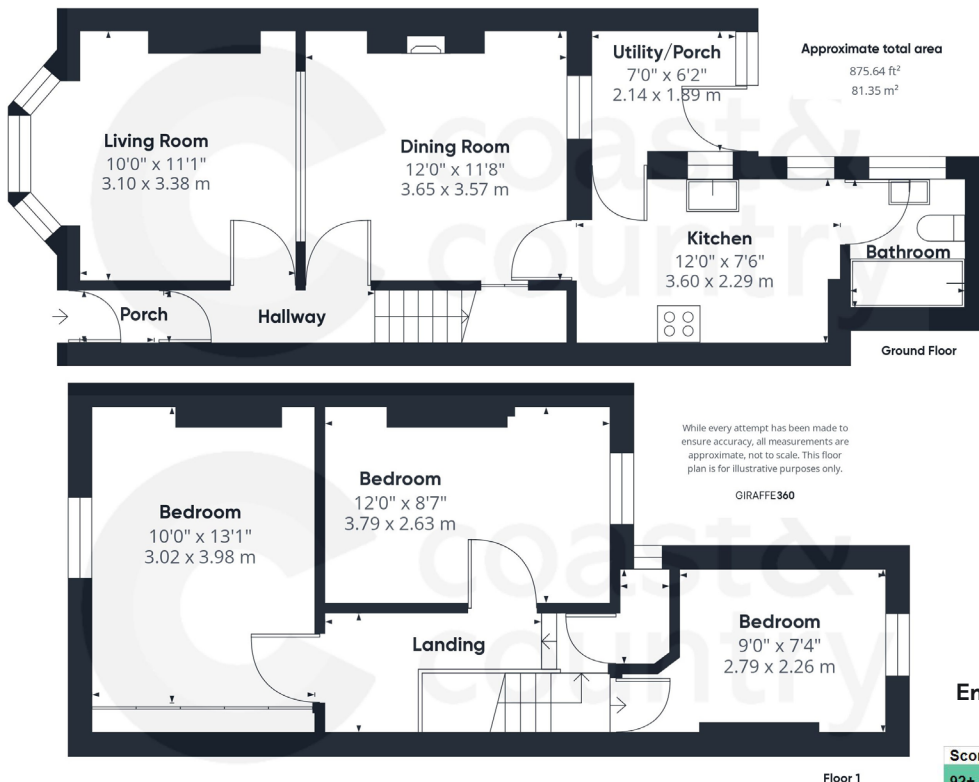 Utility/Porch
7'0" x 6'2"
2.14 x 1.89 m
Approximate total area
875.64 ft²
81.35 m²
Living Room
10'0" x 11'1"
3.10 x 3.38 m
Dining Room
12'0" x 11'8"
3.65 x 3.57 m
Kitchen
12'0" x 7'6"
3.60 x 2.29 m
Bathroom
Porch
Hallway
Ground Floor
coast &
country
While every attempt has been made to
ensure accuracy, all measurements are
approximate, not to scale. This floor
plan is for illustrative purposes only.
GIRAFFE360
Bedroom
10'0" x 13'1"
3.02 x 3.98 m
Bedroom
12'0" x 8'7"
3.79 x 2.63 m
Landing
Bedroom
9'0" x 7'4"
2.79 x 2.26 m
coast &
country
Floor 1